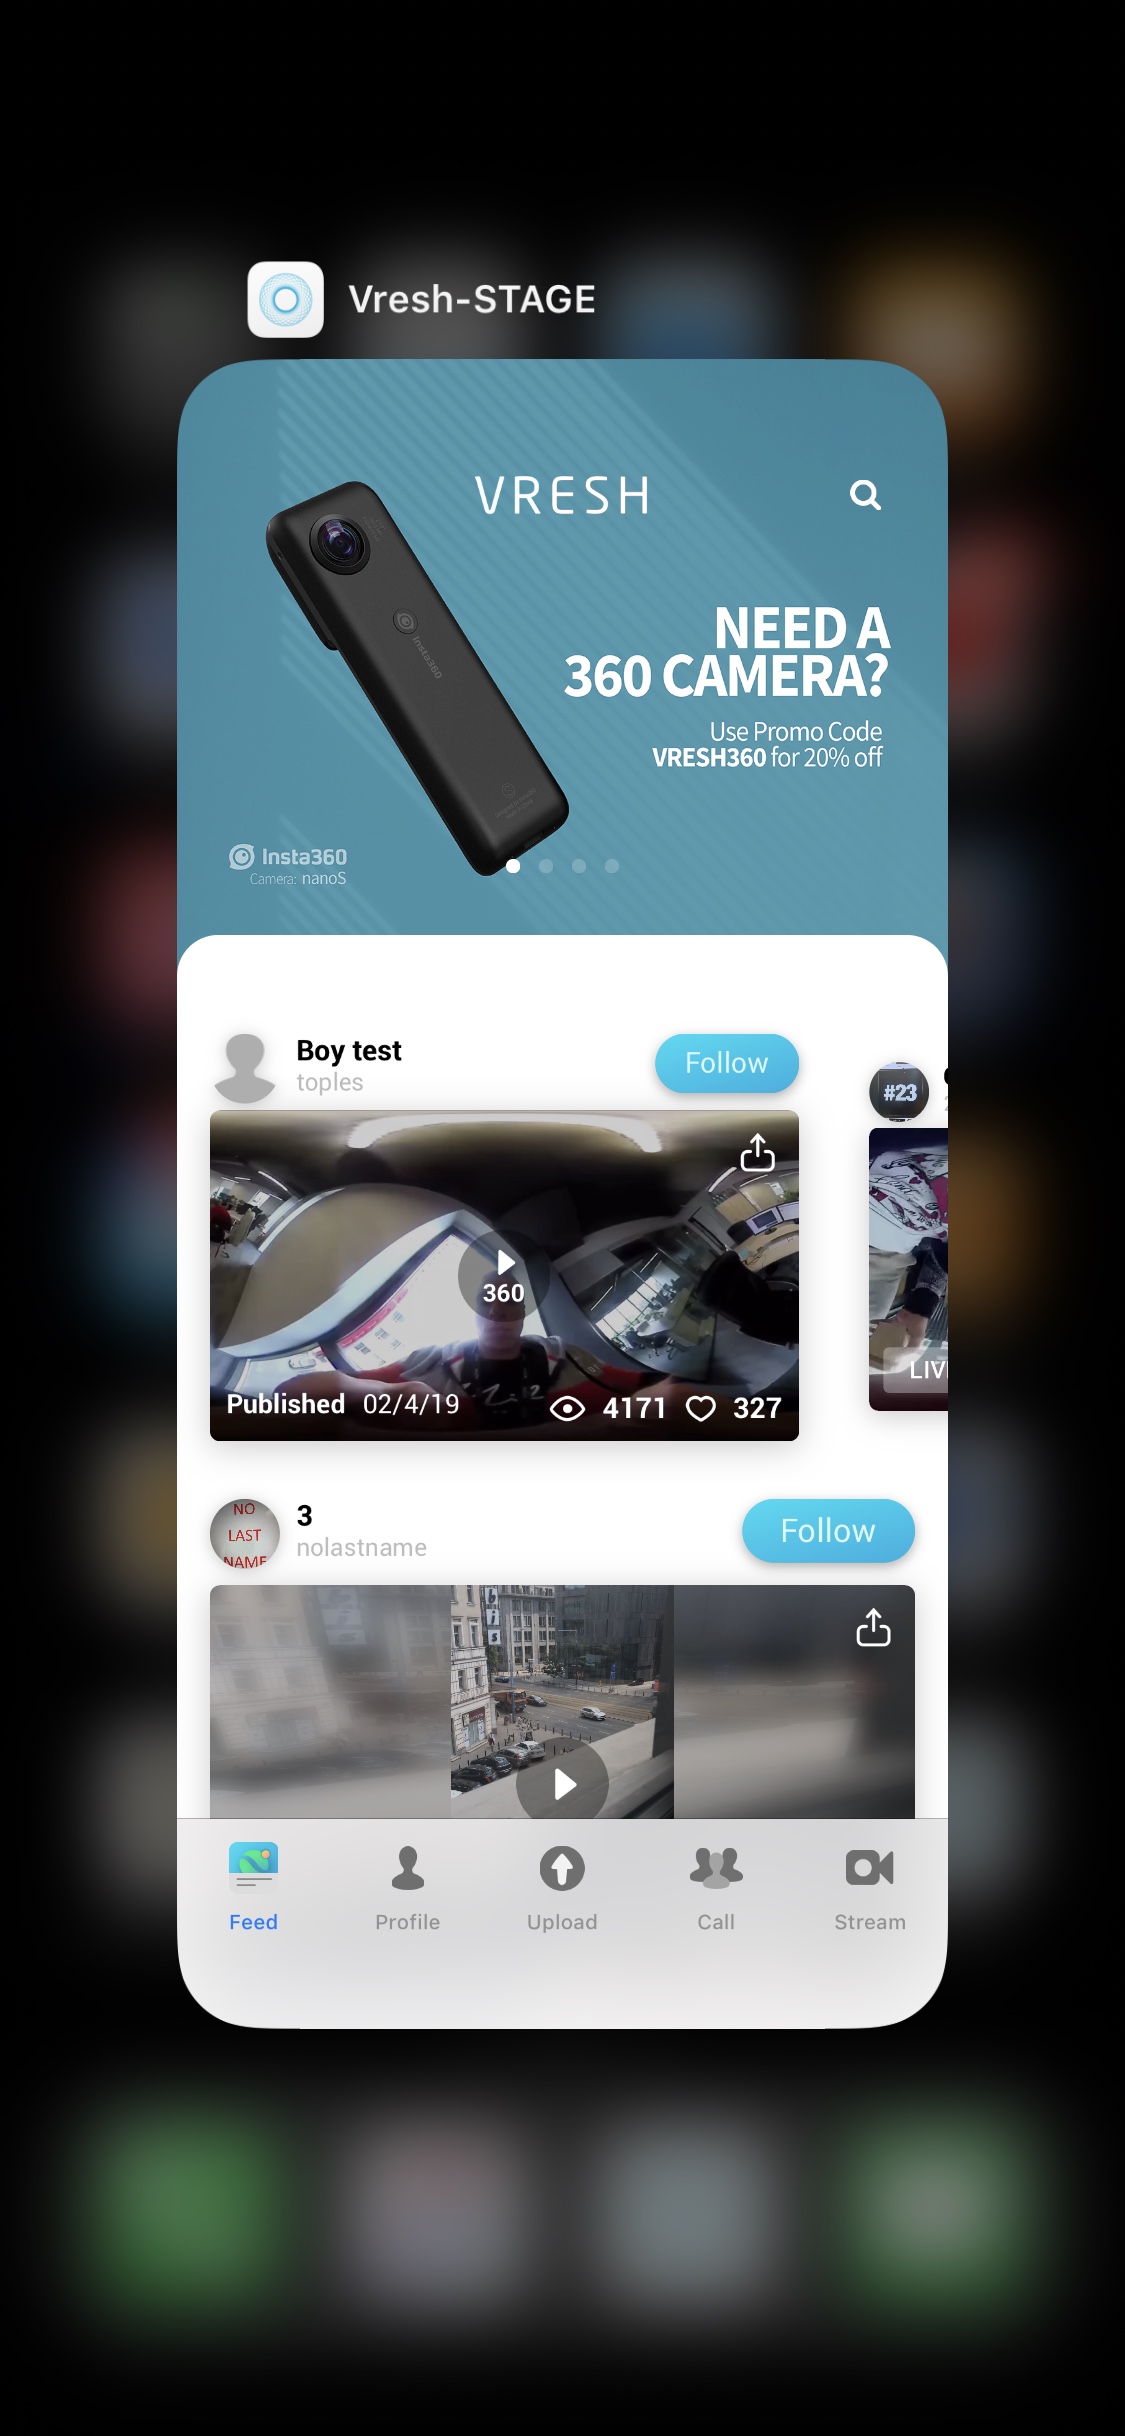 Vresh-STAGE
VRESH
NEED A
360 CAMERA?
Use Promo Code
VRESH360 for 20% off
Insta360
Insta360
Camera: nanoS
Boy test
toples
Follow
#23
360
LIV
Published 02/4/19
4171
327
3
nolastname
NO
LAST
NAME
Follow
b
i
s
Feed
Profile
Upload
Call
Stream